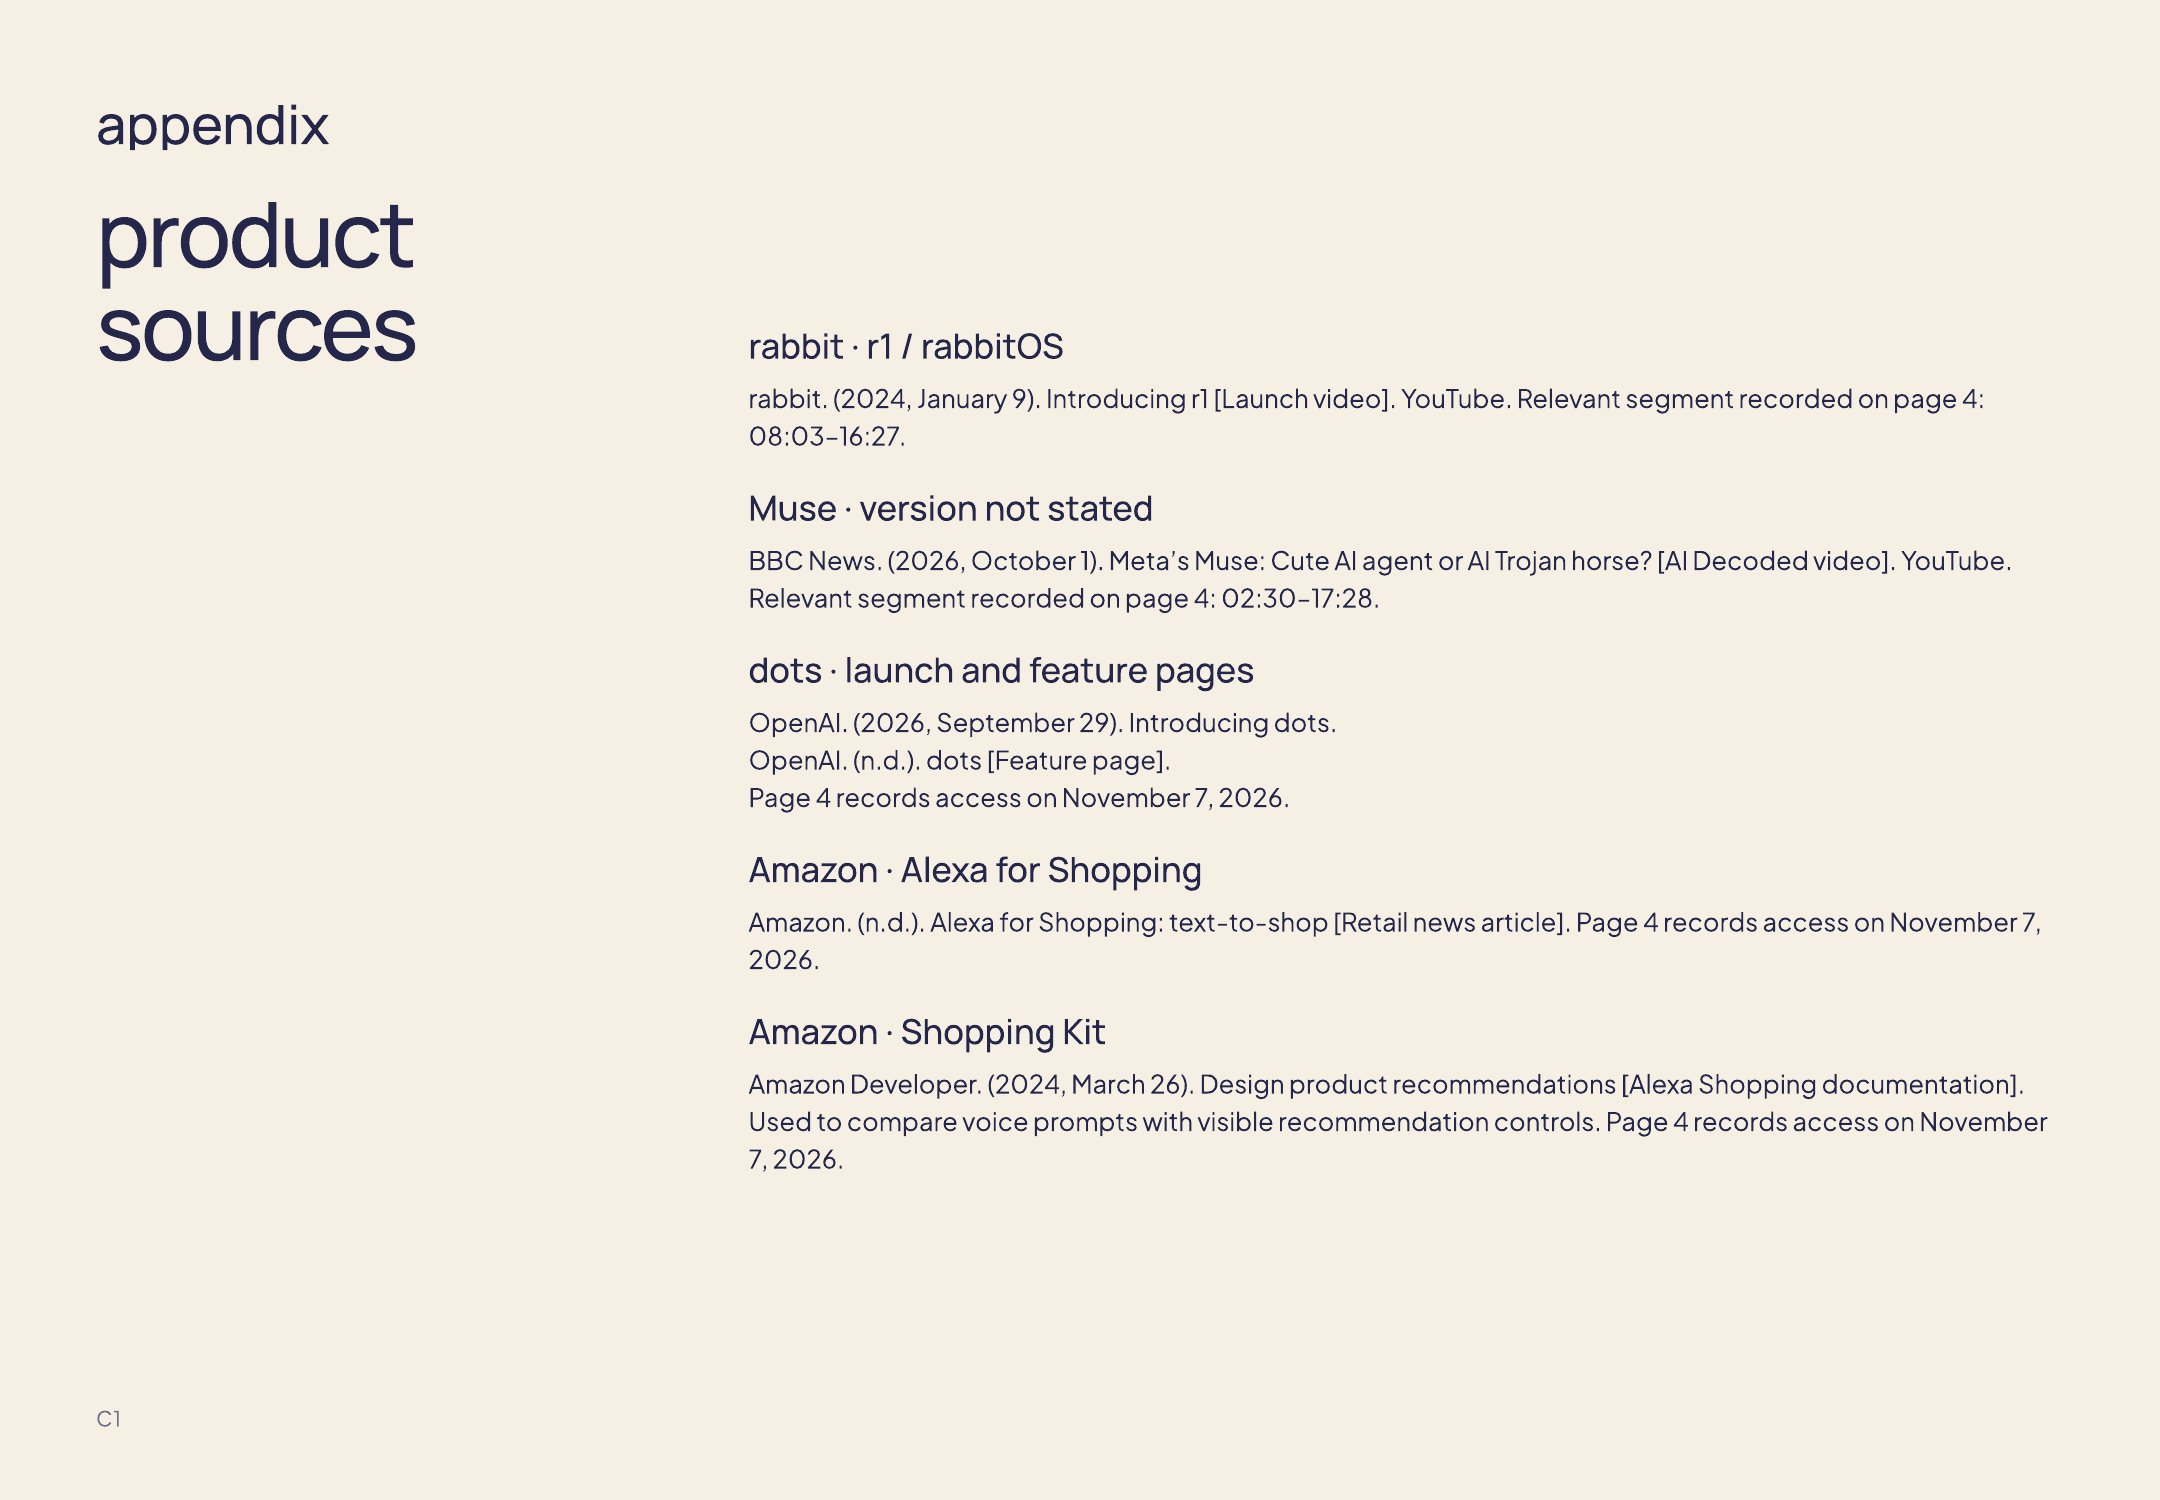 appendix
product
sources
rabbit · r1 / rabbitOS
rabbit. (2024, January 9). Introducing r1 [Launch video]. YouTube. Relevant segment recorded on page 4:
08:03–16:27.
Muse · version not stated
BBC News. (2026, October 1). Meta’s Muse: Cute AI agent or AI Trojan horse? [AI Decoded video]. YouTube.
Relevant segment recorded on page 4: 02:30–17:28.
dots · launch and feature pages
OpenAI. (2026, September 29). Introducing dots.
OpenAI. (n.d.). dots [Feature page].
Page 4 records access on November 7, 2026.
Amazon · Alexa for Shopping
Amazon. (n.d.). Alexa for Shopping: text-to-shop [Retail news article]. Page 4 records access on November 7,
2026.
Amazon · Shopping Kit
Amazon Developer. (2024, March 26). Design product recommendations [Alexa Shopping documentation].
Used to compare voice prompts with visible recommendation controls. Page 4 records access on November
7, 2026.
C1